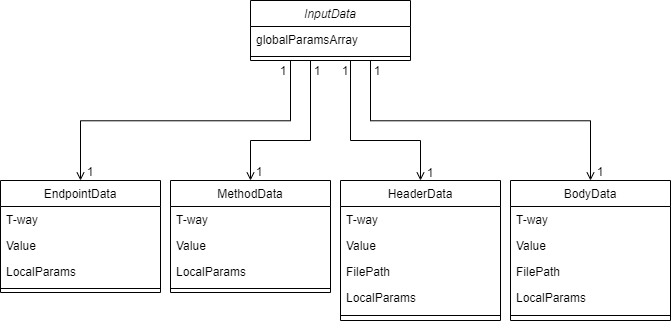 InputData
globalParamsArray
1 1 1 1
1 1 1 1
EndpointData
T-way
Value
LocalParams
MethodData
T-way
Value
LocalParams
HeaderData
T-way
Value
FilePath
LocalParams
BodyData
T-way
Value
FilePath
LocalParams